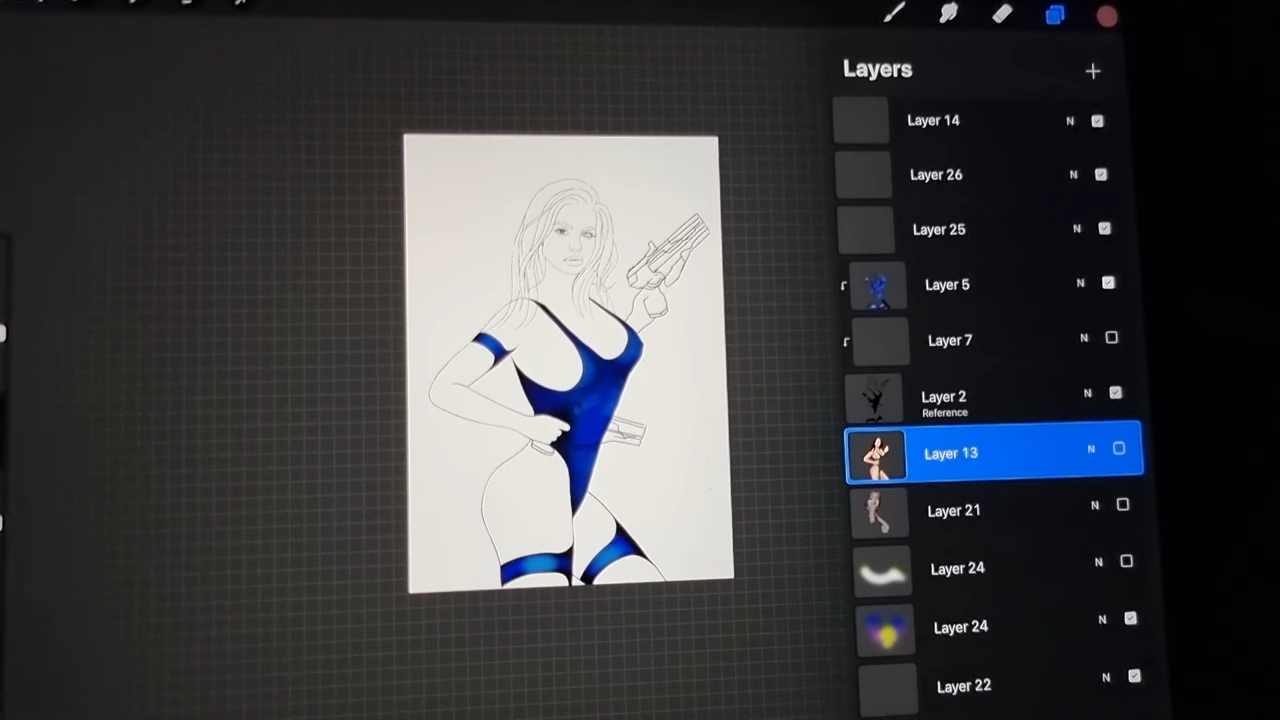 Layers
Layer 14 N
Layer 26 N
Layer 25 N
Layer 5 N
Layer 7 N
Layer 2 N
Reference
Layer 13 N
Layer 21 N
Layer 24 N
Layer 24 N
Layer 22 N